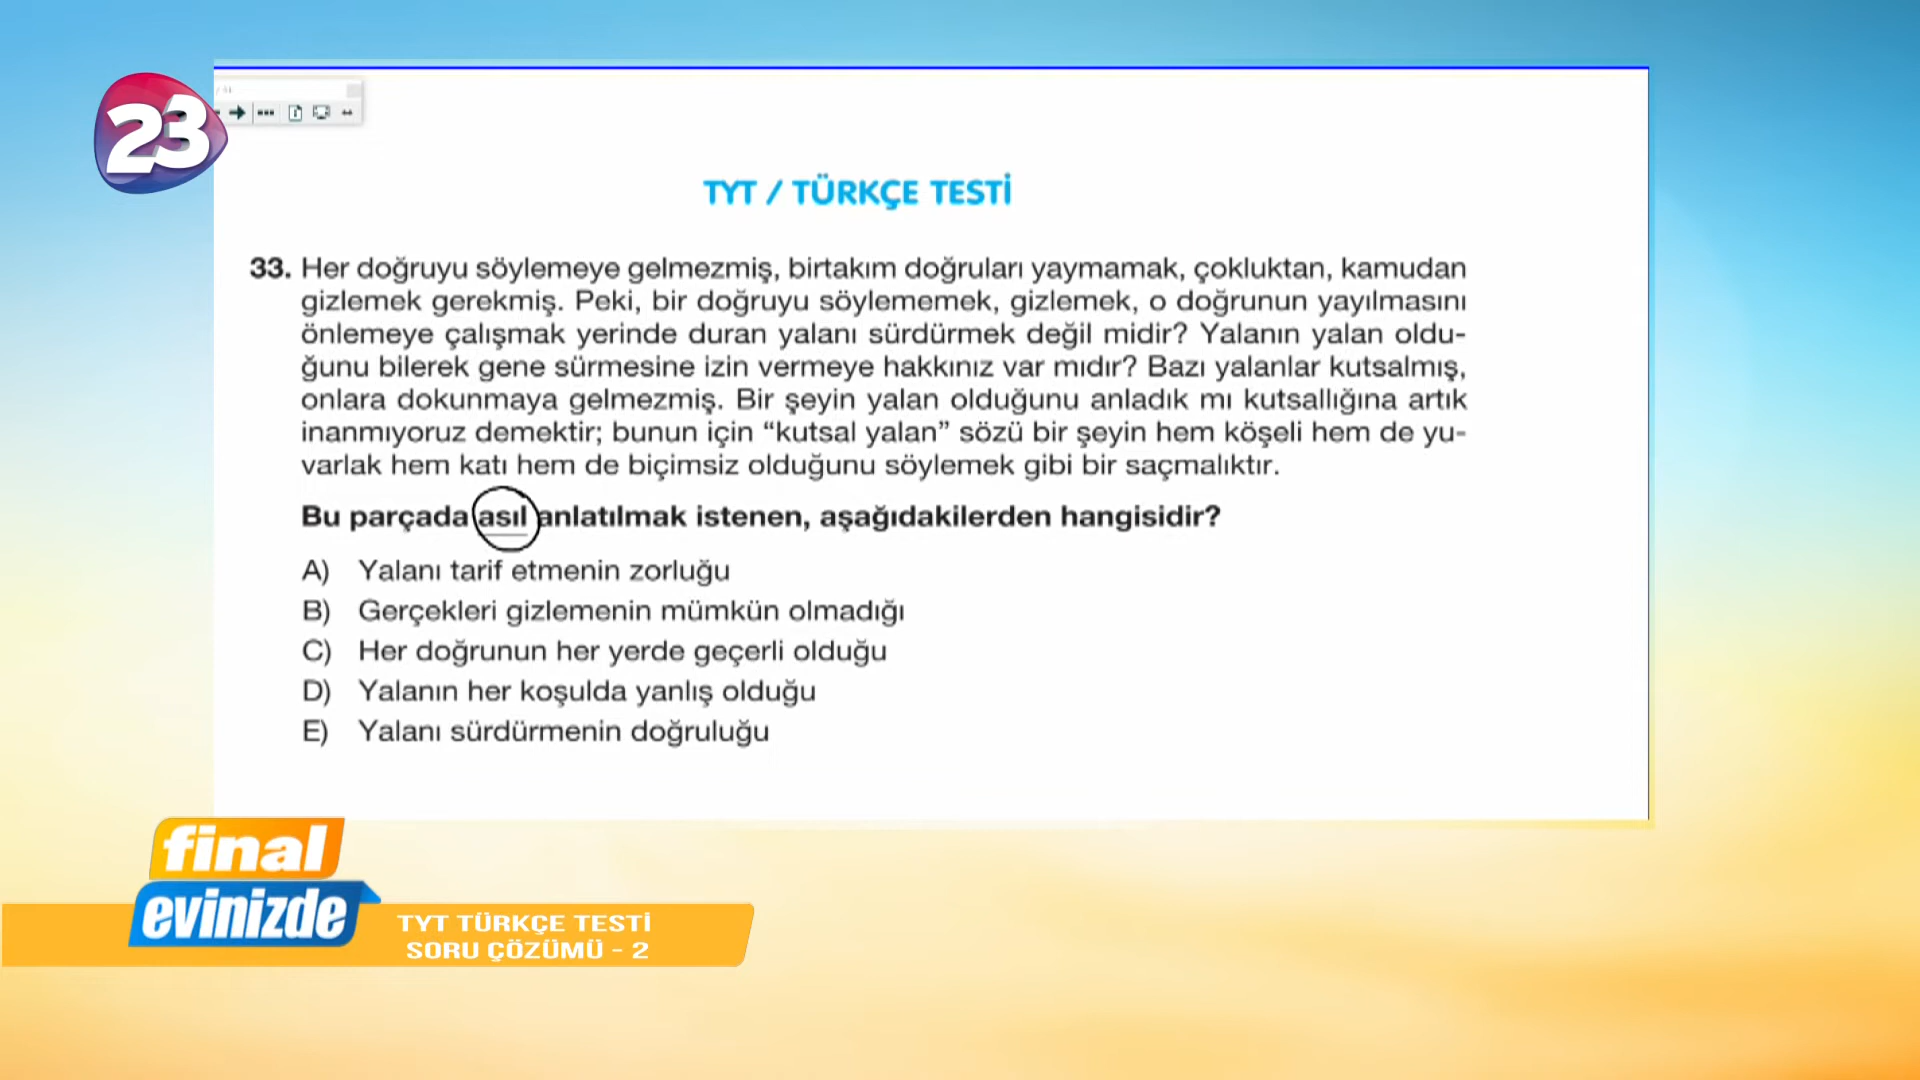 23
TYT / TÜRKÇE TESTİ
33. Her doğruyu söylemeye gelmezmiş, birtakım doğruları yaymamak, çokluktan, kamudan
gizlemek gerekmiş. Peki, bir doğruyu söylememek, gizlemek, o doğrunun yayılmasını
önlemeye çalışmak yerinde duran yalanı sürdürmek değil midir? Yalanın yalan oldu-
ğunu bilerek gene sürmesine izin vermeye hakkınız var mıdır? Bazı yalanlar kutsalmış,
onlara dokunmaya gelmezmiş. Bir şeyin yalan olduğunu anladık mı kutsallığına artık
inanmıyoruz demektir; bunun için “kutsal yalan” sözü bir şeyin hem köşeli hem de yu-
varlak hem katı hem de biçimsiz olduğunu söylemek gibi bir saçmalıktır.
Bu parçada asıl anlatılmak istenen, aşağıdakilerden hangisidir?
A) Yalanı tarif etmenin zorluğu
B) Gerçekleri gizlemenin mümkün olmadığı
C) Her doğrunun her yerde geçerli olduğu
D) Yalanın her koşulda yanlış olduğu
E) Yalanı sürdürmenin doğruluğu
final
evinizde
TYT TÜRKÇE TESTİ
SORU ÇÖZÜMÜ - 2